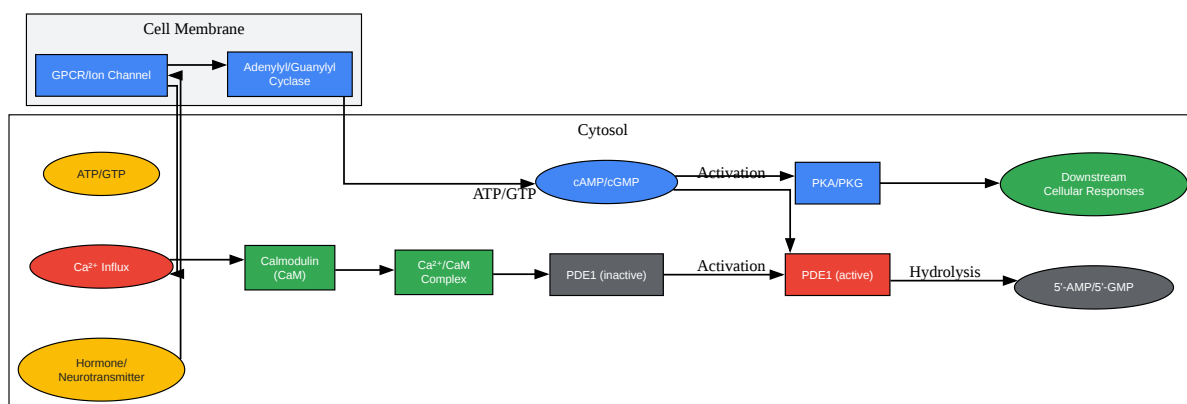 Cell Membrane
GPCR/Ion Channel
Adenylyl/Guanylyl
Cyclase
Cytosol
ATP/GTP
ATP/GTP
cAMP/cGMP
Activation
PKA/PKG
Downstream
Cellular Responses
Ca²⁺ Influx
Calmodulin
(CaM)
Ca²⁺/CaM
Complex
PDE1 (inactive)
Activation
PDE1 (active)
Hydrolysis
5'-AMP/5'-GMP
Hormone/
Neurotransmitter